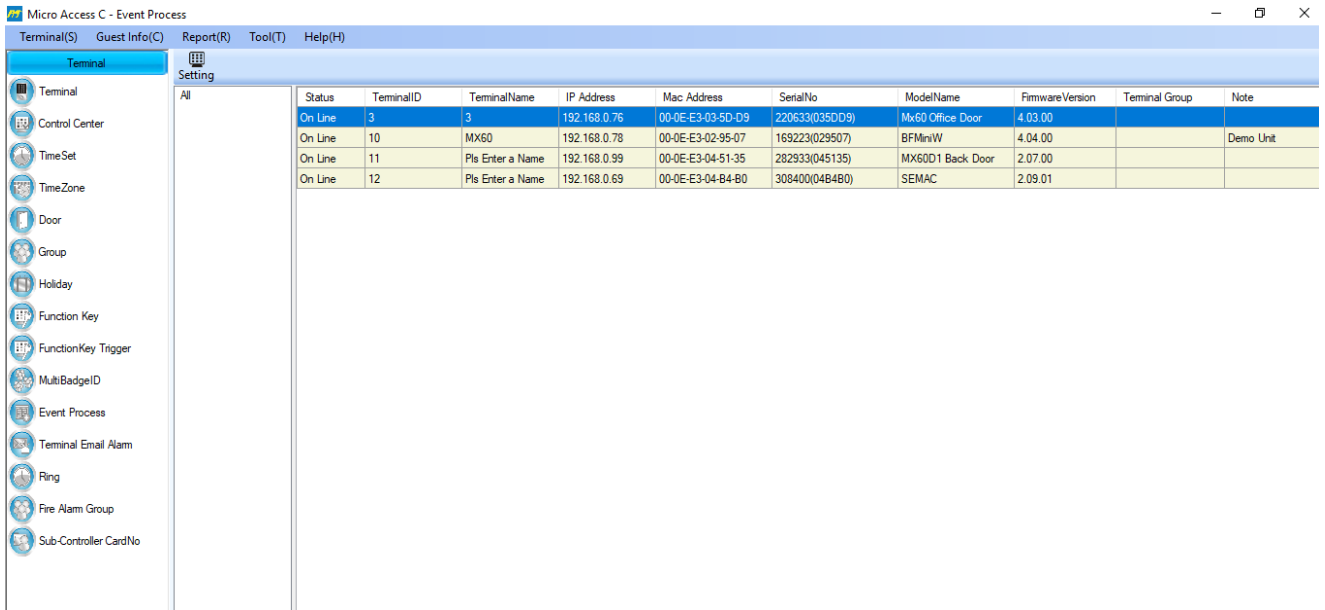 Micro Access C - Event Process
Terminal(S) Guest Info(C) Report(R) Tool(T) Help(H)
Terminal
Setting
Terminal
Control Center
TimeSet
TimeZone
Door
Group
Holiday
Function Key
FunctionKey Trigger
MultiBadgeID
Event Process
Terminal Email Alarm
Ring
Fire Alarm Group
Sub-Controller CardNo
All
Status TerminalID TerminalName IP Address Mac Address SerialNo ModelName FirmwareVersion Terminal Group Note
On Line 3 3 192.168.0.76 00-0E-E3-03-5D-D9 220633(035DD9) Mx60 Office Door 4.03.00
On Line 10 MX60 192.168.0.78 00-0E-E3-02-95-07 169223(029507) BFMiniW 4.04.00 Demo Unit
On Line 11 Pls Enter a Name 192.168.0.99 00-0E-E3-04-51-35 282933(045135) MX60D1 Back Door 2.07.00
On Line 12 Pls Enter a Name 192.168.0.69 00-0E-E3-04-B4-B0 308400(04B4B0) SEMAC 2.09.01